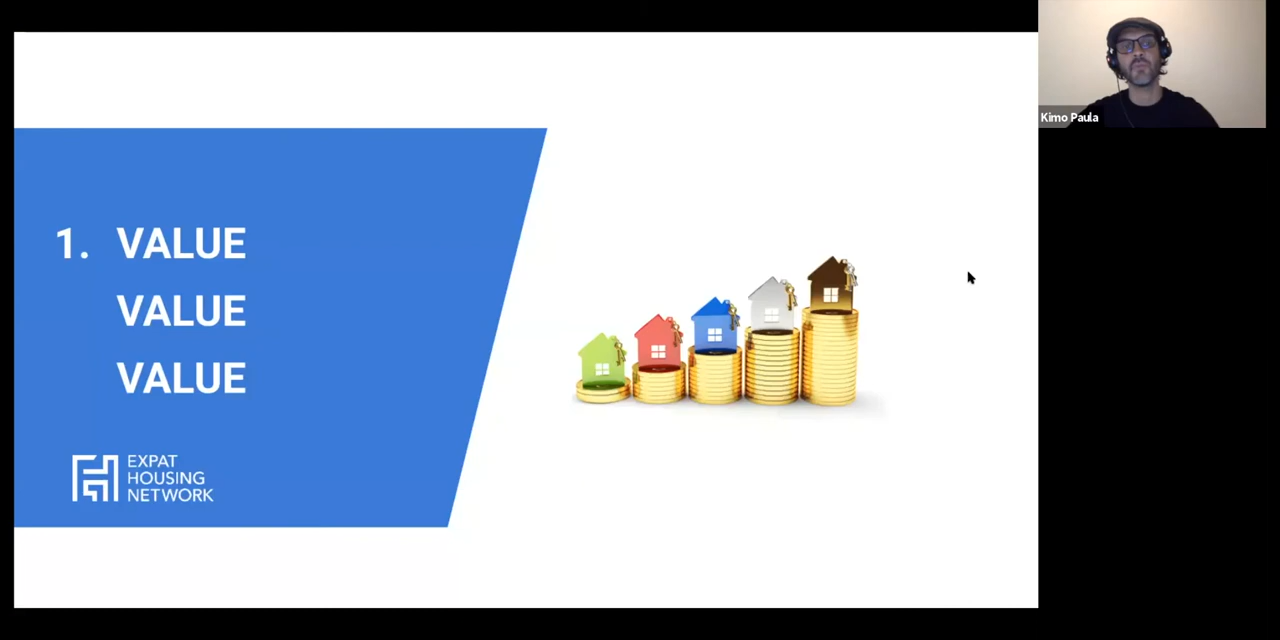 1. VALUE
VALUE
VALUE
EXPAT
HOUSING
NETWORK
Kimo Paula